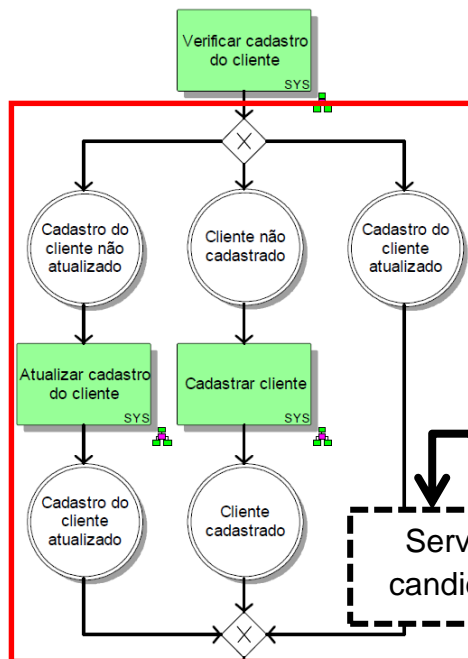 Verificar cadastro
do cliente
SYS
X
Cadastro do
cliente não
atualizado
Cliente não
cadastrado
Cadastro do
cliente
atualizado
Atualizar cadastro
do cliente
SYS
Cadastrar cliente
SYS
Cadastro do
cliente
atualizado
Cliente
cadastrado
X